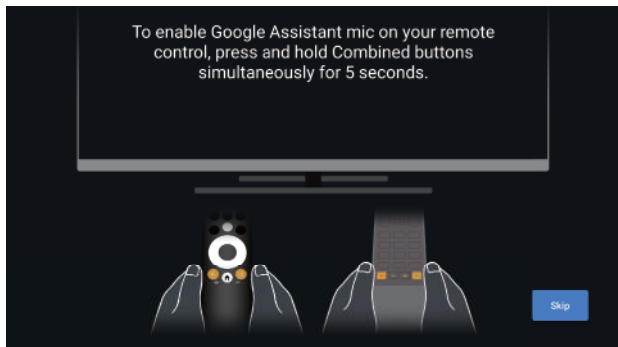 To enable Google Assistant mic on your remote
control, press and hold Combined buttons
simultaneously for 5 seconds.
Skip